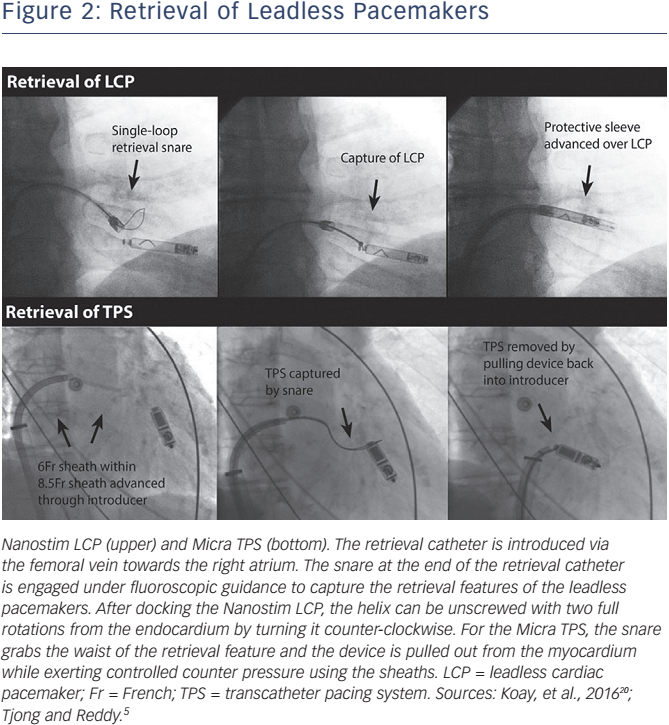 Figure 2: Retrieval of Leadless Pacemakers
Retrieval of LCP
Single-loop
retrieval snare
Capture of LCP
Protective sleeve
advanced over LCP
Retrieval of TPS
6Fr sheath within
8.5Fr sheath advanced
through introducer
TPS captured
by snare
TPS removed by
pulling device back
into introducer
Nanostim LCP (upper) and Micra TPS (bottom). The retrieval catheter is introduced via
the femoral vein towards the right atrium. The snare at the end of the retrieval catheter
is engaged under fluoroscopic guidance to capture the retrieval features of the leadless
pacemakers. After docking the Nanostim LCP, the helix can be unscrewed with two full
rotations from the endocardium by turning it counter-clockwise. For the Micra TPS, the snare
grabs the waist of the retrieval feature and the device is pulled out from the myocardium
while exerting controlled counter pressure using the sheaths. LCP = leadless cardiac
pacemaker; Fr = French; TPS = transcatheter pacing system. Sources: Koay, et al., 2016²⁰;
Tjong and Reddy.⁵